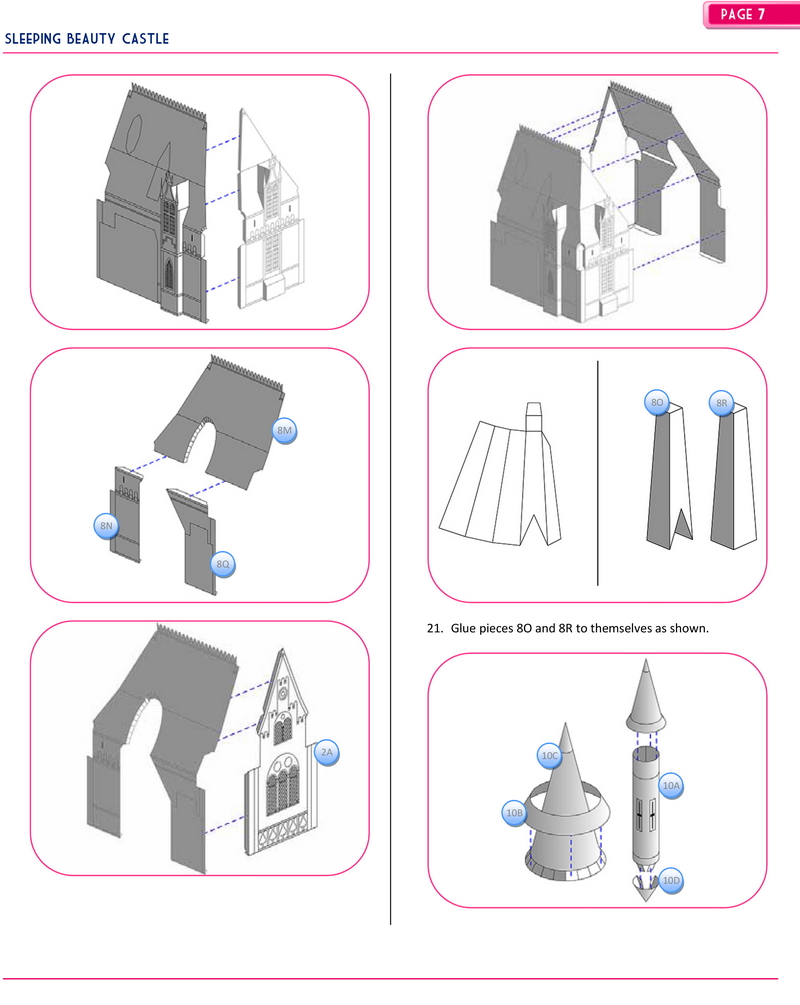 PAGE 7
SLEEPING BEAUTY CASTLE
8M
8N
8Q
2A
8O
8R
21. Glue pieces 8O and 8R to themselves as shown.
10C
10B
10A
10D